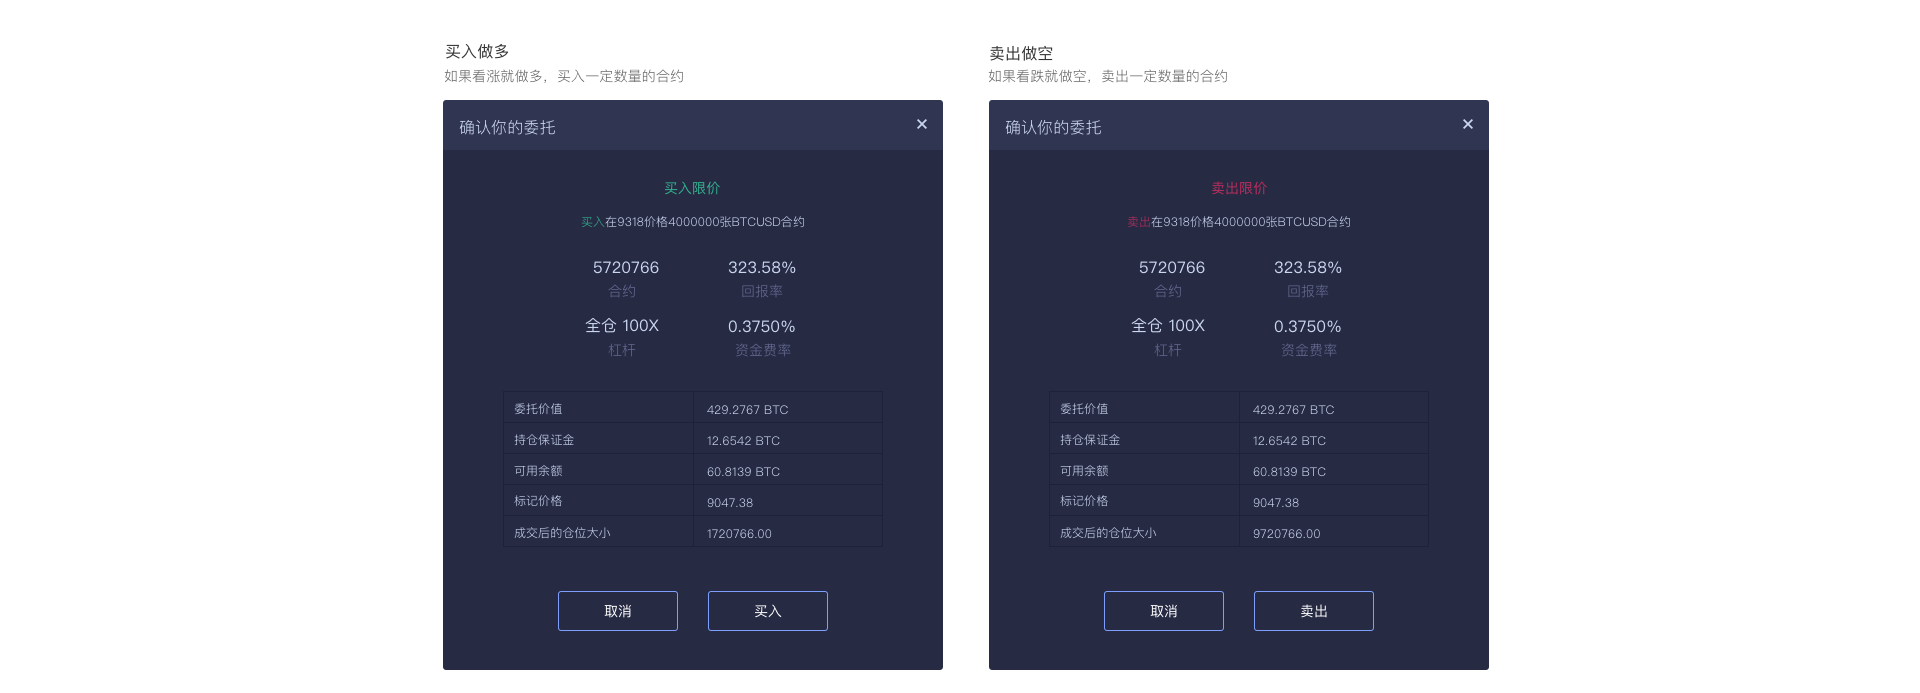 买入做多
如果看涨就做多，买入一定数量的合约
确认你的委托
×
买入限价
买入在9318价格4000000张BTCUSD合约
5720766 323.58%
合约 回报率
全仓 100X 0.3750%
杠杆 资金费率
委托价值 429.2767 BTC
持仓保证金 12.6542 BTC
可用余额 60.8139 BTC
标记价格 9047.38
成交后的仓位大小 1720766.00
取消 买入
卖出做空
如果看跌就做空，卖出一定数量的合约
确认你的委托
×
卖出限价
卖出在9318价格4000000张BTCUSD合约
5720766 323.58%
合约 回报率
全仓 100X 0.3750%
杠杆 资金费率
委托价值 429.2767 BTC
持仓保证金 12.6542 BTC
可用余额 60.8139 BTC
标记价格 9047.38
成交后的仓位大小 9720766.00
取消 卖出